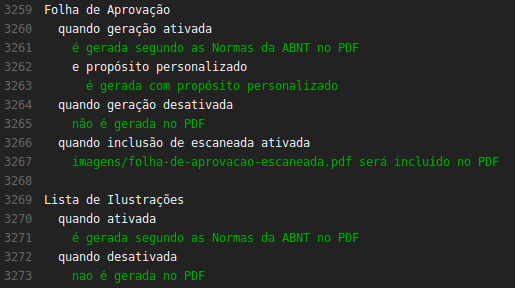 3259 Folha de Aprovação
3260 quando geração ativada
3261 é gerada segundo as Normas da ABNT no PDF
3262 e propósito personalizado
3263 é gerada com propósito personalizado
3264 quando geração desativada
3265 não é gerada no PDF
3266 quando inclusão de escaneada ativada
3267 imagens/folha-de-aprovacao-escaneada.pdf será incluído no PDF
3268
3269 Lista de Ilustrações
3270 quando ativada
3271 é gerada segundo as Normas da ABNT no PDF
3272 quando desativada
3273 nao é gerada no PDF